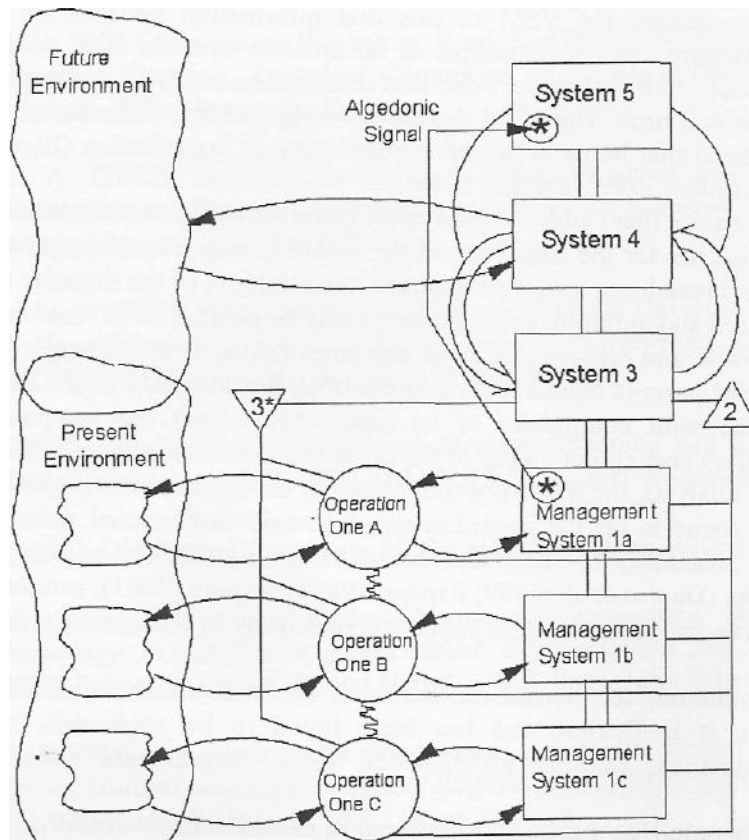 Future
Environment
System 5
Algedonic
Signal
*
System 4
System 3
3*
2
Present
Environment
*
Operation
One A
Management
System 1a
Operation
One B
Management
System 1b
Operation
One C
Management
System 1c